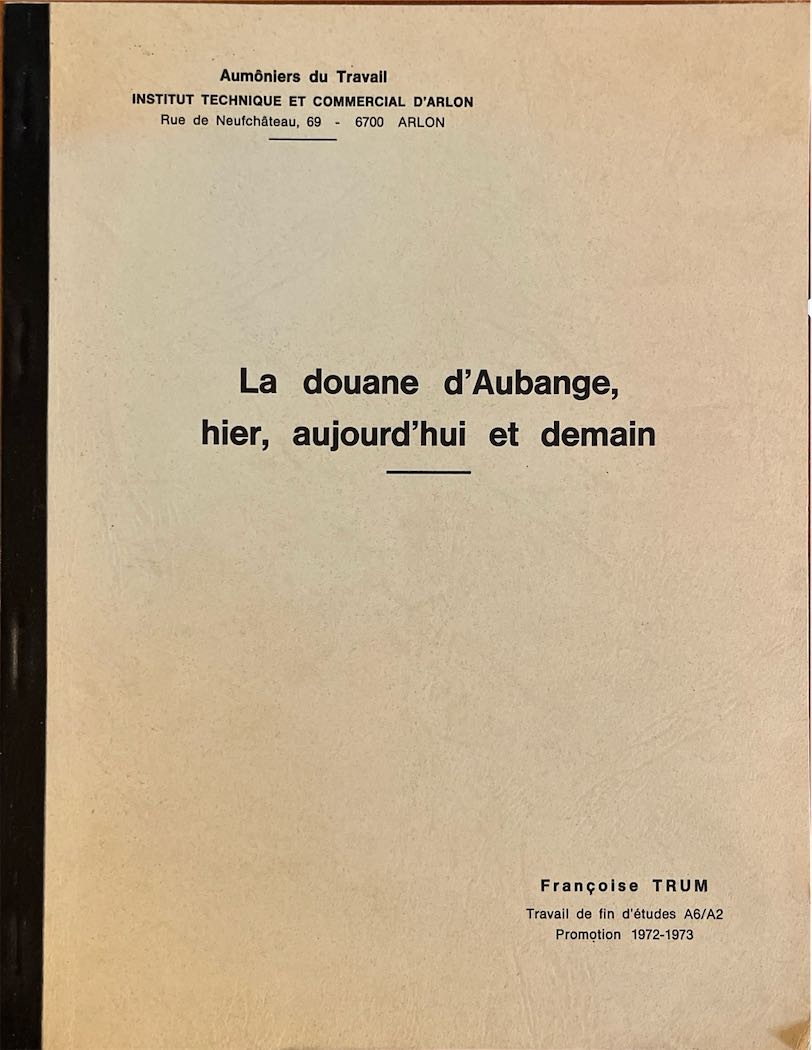 Aumôniers du Travail
INSTITUT TECHNIQUE ET COMMERCIAL D'ARLON
Rue de Neufchâteau, 69 - 6700 ARLON
La douane d'Aubange,
hier, aujourd'hui et demain
Françoise TRUM
Travail de fin d'études A6/A2
Promotion 1972-1973